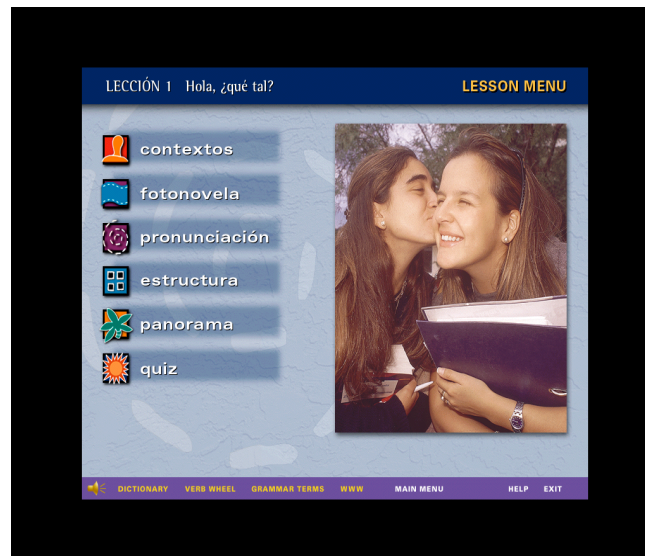 LECCIÓN 1 Hola, ¿qué tal? LESSON MENU
contextos
fotonovela
pronunciación
estructura
panorama
quiz
DICTIONARY VERB WHEEL GRAMMAR TERMS WWW MAIN MENU HELP EXIT